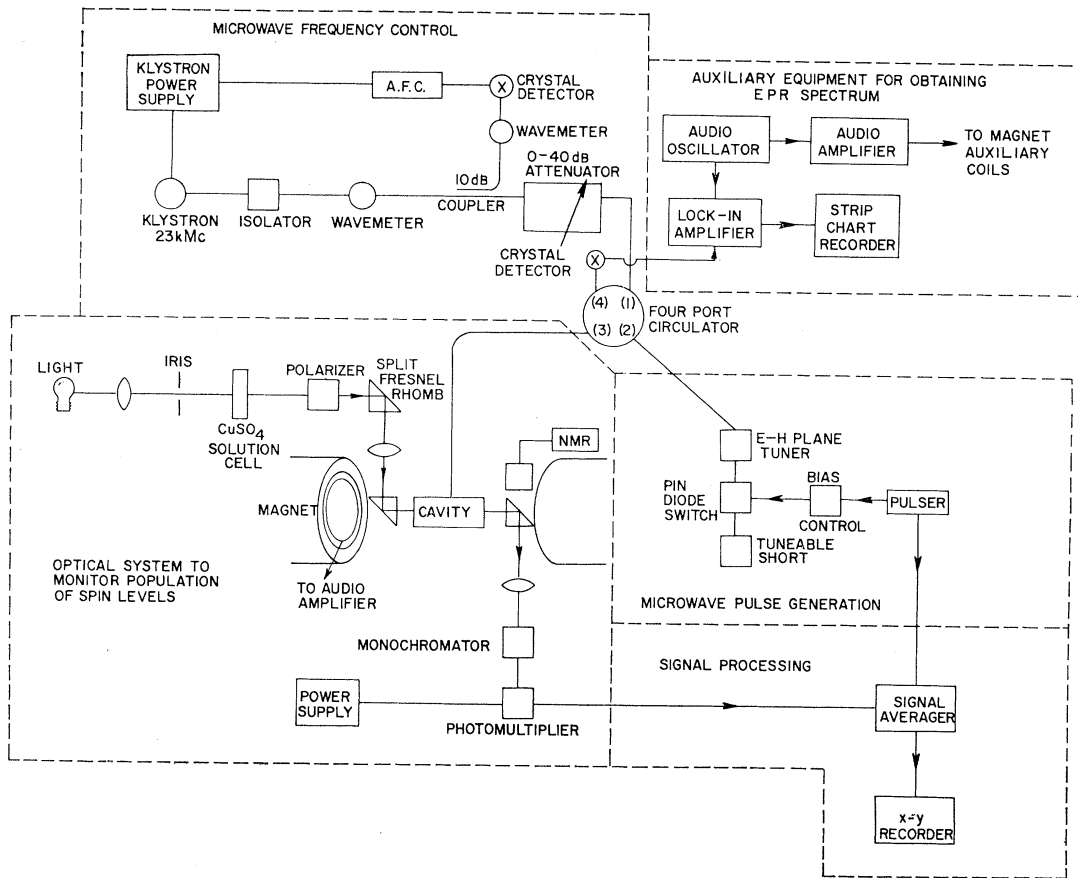 MICROWAVE FREQUENCY CONTROL
KLYSTRON
POWER
SUPPLY
A.F.C.
X
CRYSTAL
DETECTOR
WAVEMETER
KLYSTRON
23kMc
ISOLATOR
WAVEMETER
10dB
COUPLER
0-40dB
ATTENUATOR
CRYSTAL
DETECTOR
X
AUXILIARY EQUIPMENT FOR OBTAINING
EPR SPECTRUM
AUDIO
OSCILLATOR
AUDIO
AMPLIFIER
TO MAGNET
AUXILIARY
COILS
LOCK-IN
AMPLIFIER
STRIP
CHART
RECORDER
(4) (1)
(3) (2)
FOUR PORT
CIRCULATOR
LIGHT
IRIS
CuSO4
SOLUTION
CELL
POLARIZER
SPLIT
FRESNEL
RHOMB
NMR
MAGNET
CAVITY
TO AUDIO
AMPLIFIER
OPTICAL SYSTEM TO
MONITOR POPULATION
OF SPIN LEVELS
MONOCHROMATOR
POWER
SUPPLY
PHOTOMULTIPLIER
E-H PLANE
TUNER
PIN
DIODE
SWITCH
BIAS
CONTROL
PULSER
TUNEABLE
SHORT
MICROWAVE PULSE GENERATION
SIGNAL PROCESSING
SIGNAL
AVERAGER
x-y
RECORDER